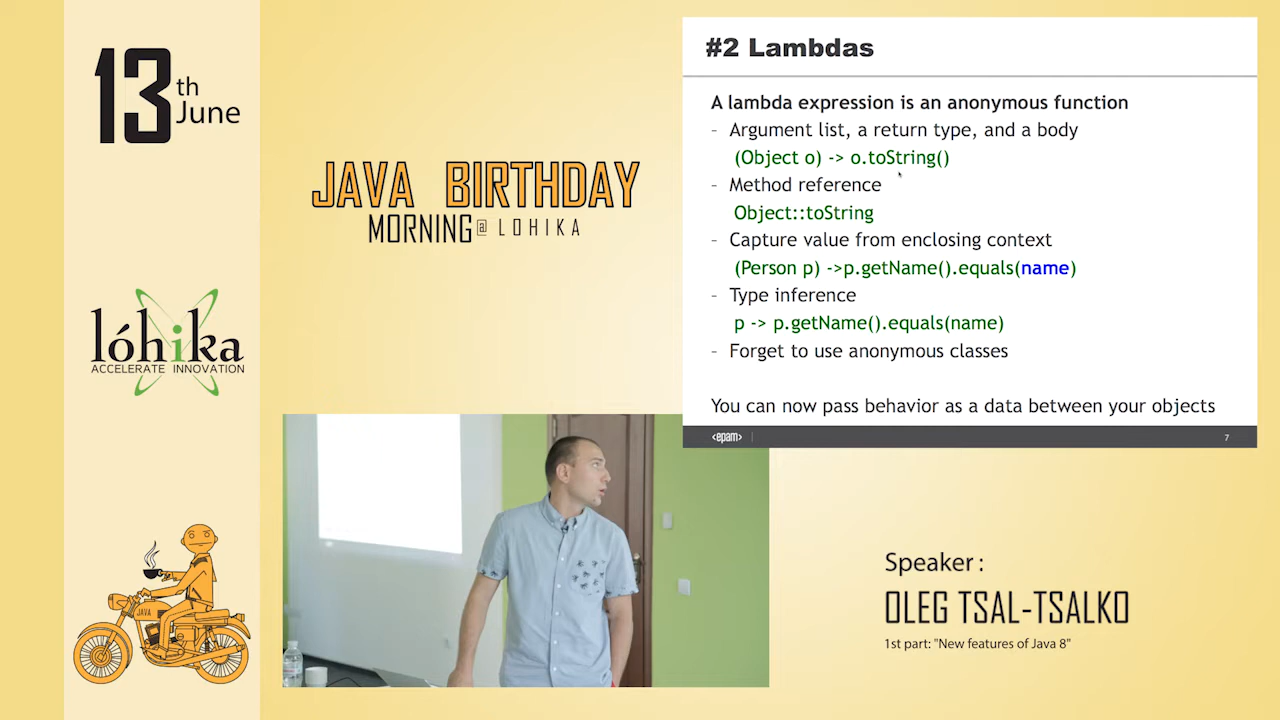 13th June
JAVA BIRTHDAY
MORNING @ LOHIKA
lóhika
ACCELERATE INNOVATION
JAVA
#2 Lambdas
A lambda expression is an anonymous function
- Argument list, a return type, and a body
(Object o) -> o.toString()
- Method reference
Object::toString
- Capture value from enclosing context
(Person p) ->p.getName().equals(name)
- Type inference
p -> p.getName().equals(name)
- Forget to use anonymous classes
You can now pass behavior as a data between your objects
<epam>
7
Speaker :
OLEG TSAL-TSALKO
1st part: "New features of Java 8"